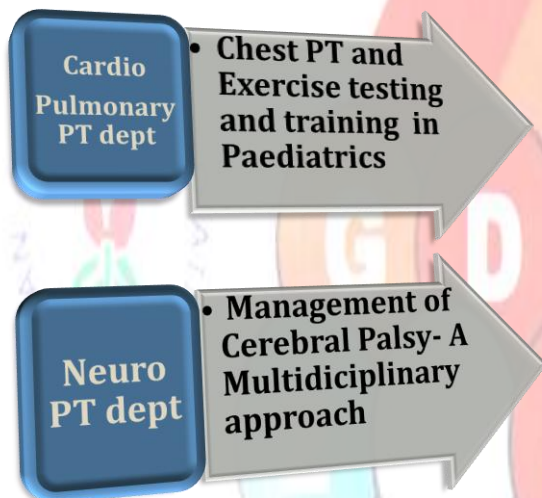 Cardio
Pulmonary
PT dept
• Chest PT and
Exercise testing
and training in
Paediatrics
G D
Neuro
PT dept
• Management of
Cerebral Palsy- A
Multidiciplinary
approach